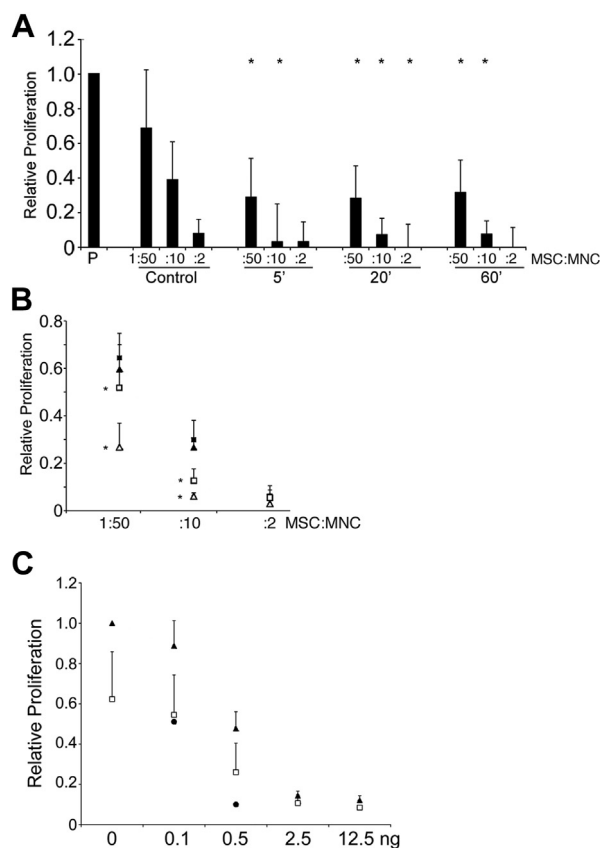 A
Relative Proliferation
1.2
1.0
0.8
0.6
0.4
0.2
0
* * * * * * *
P 1:50 :10 :2 :50 :10 :2 :50 :10 :2 :50 :10 :2 MSC:MNC
Control 5' 20' 60'
B
Relative Proliferation
0.8
0.6
0.4
0.2
0
*
*
*
*
1:50 :10 :2 MSC:MNC
C
Relative Proliferation
1.2
1.0
0.8
0.6
0.4
0.2
0
0 0.1 0.5 2.5 12.5 ng